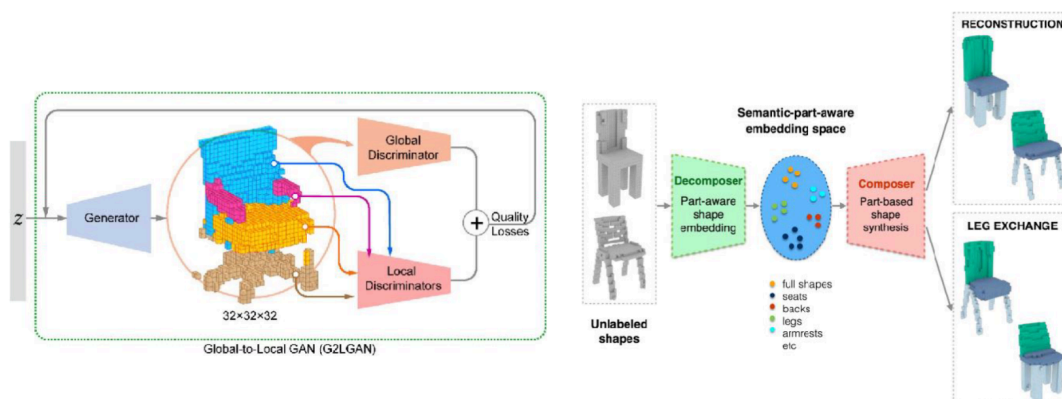 z
Generator
32×32×32
Global
Discriminator
Local
Discriminators
+
Quality
Losses
Global-to-Local GAN (G2LGAN)
Unlabeled
shapes
Decomposer
Part-aware
shape
embedding
Semantic-part-aware
embedding space
full shapes
seats
backs
legs
armrests
etc
Composer
Part-based
shape
synthesis
RECONSTRUCTION
LEG EXCHANGE